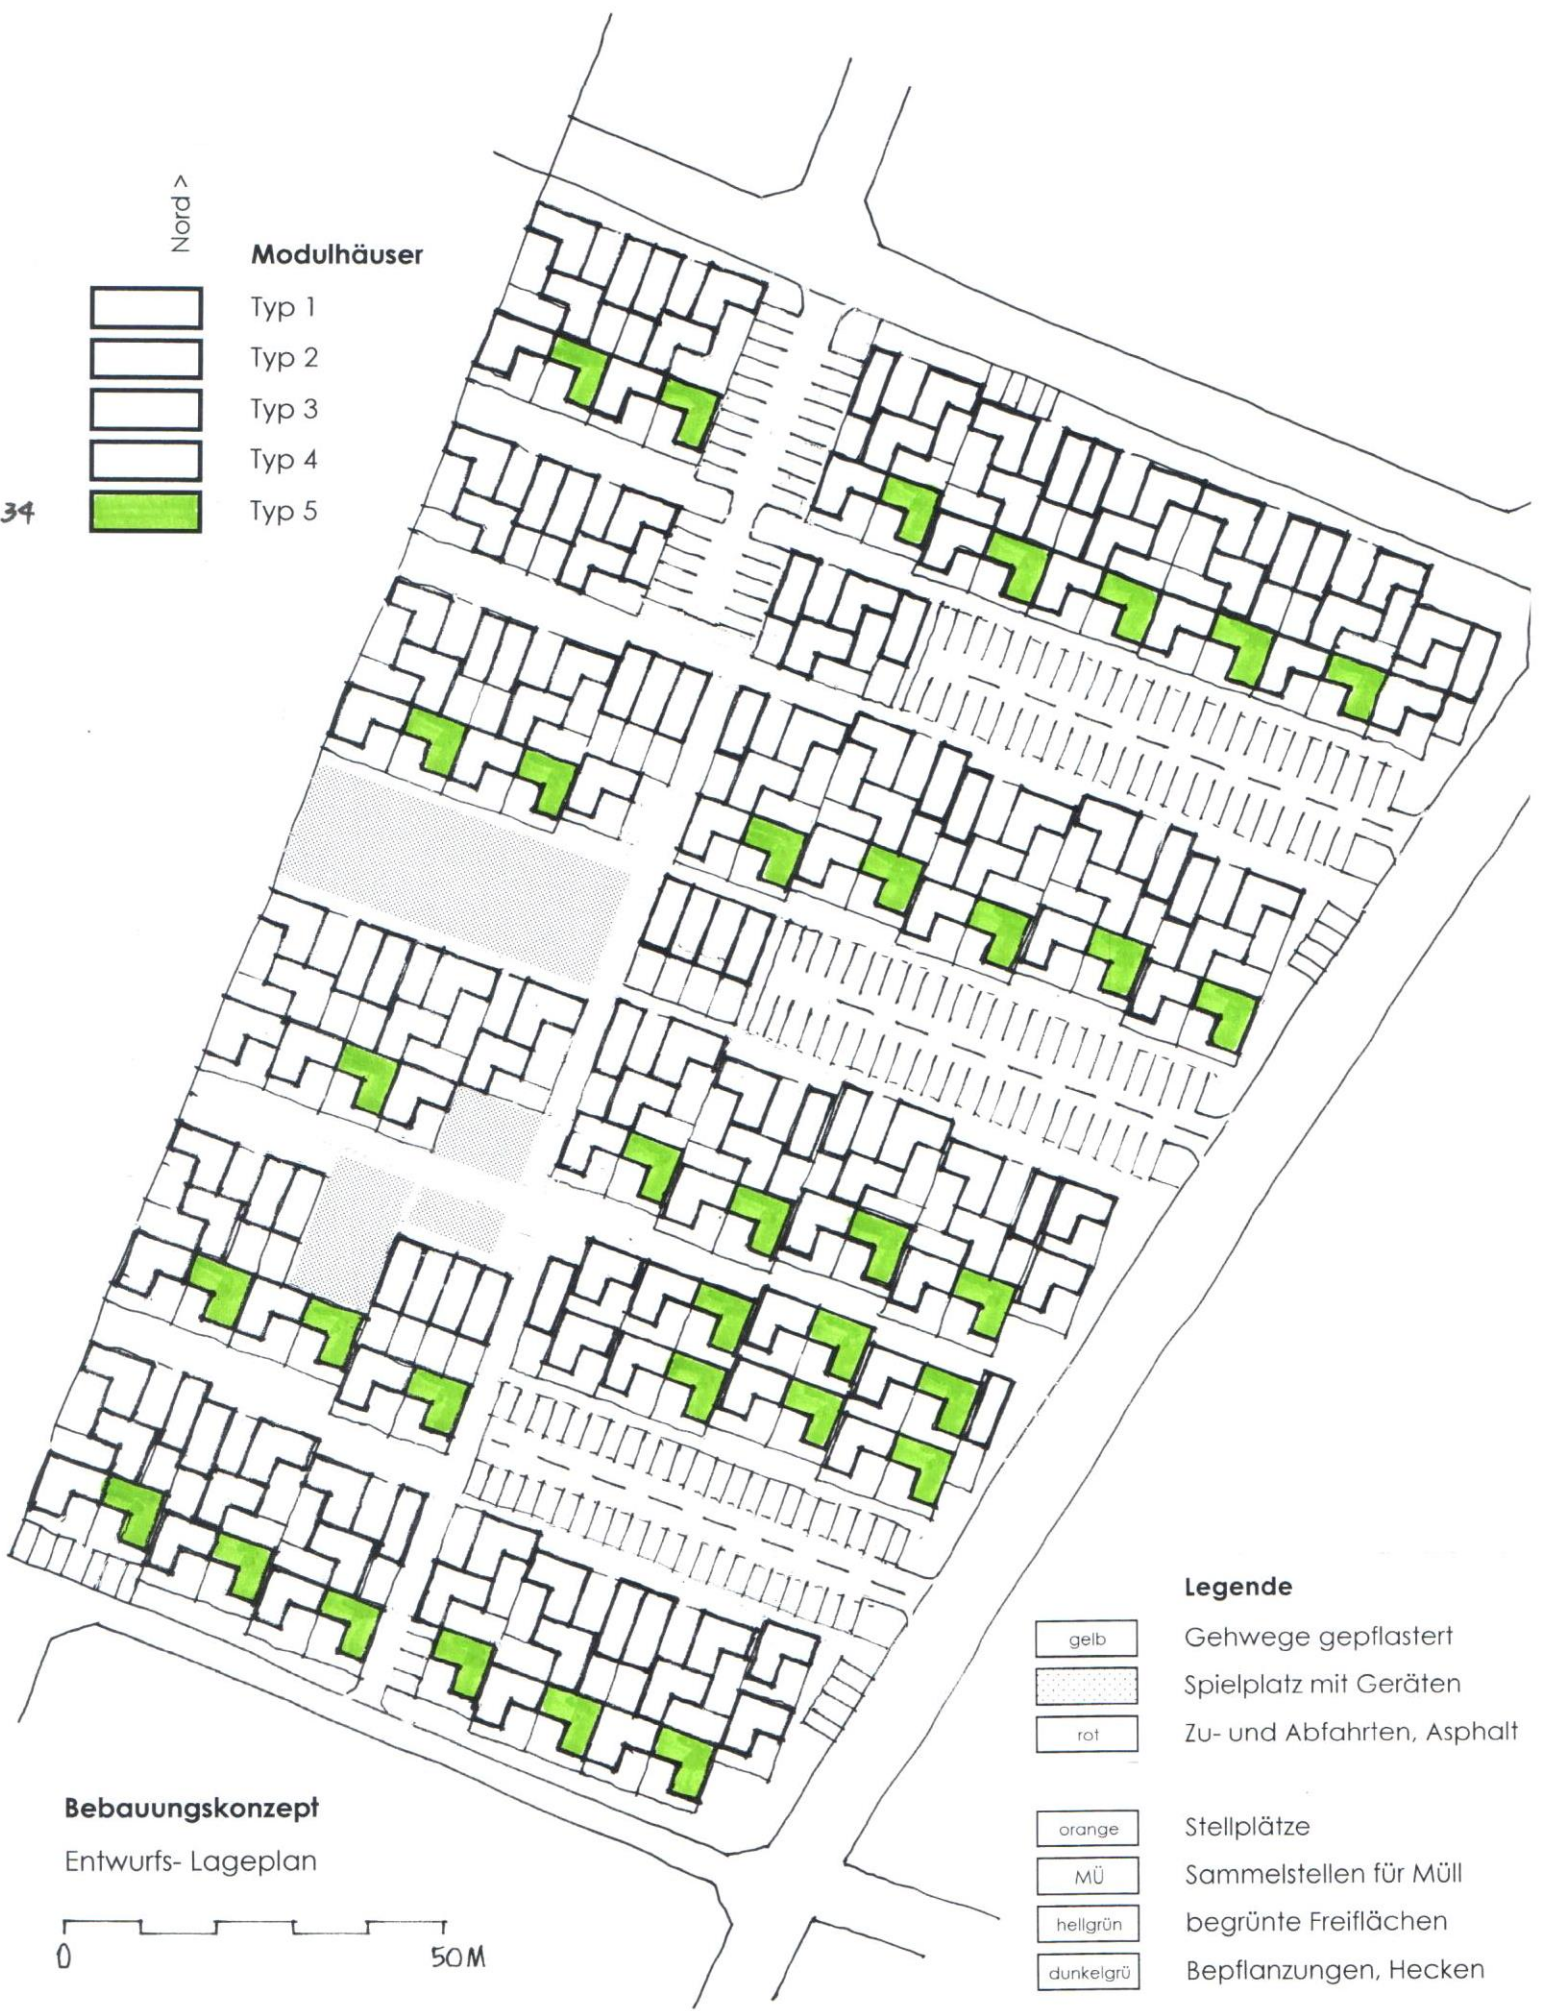 Nord >
Modulhäuser
Typ 1
Typ 2
Typ 3
Typ 4
34 Typ 5
Legende
gelb Gehwege gepflastert
Spielplatz mit Geräten
rot Zu- und Abfahrten, Asphalt
orange Stellplätze
MÜ Sammelstellen für Müll
hellgrün begrünte Freiflächen
dunkelgrü Bepflanzungen, Hecken
Bebauungskonzept
Entwurfs- Lageplan
0 50M